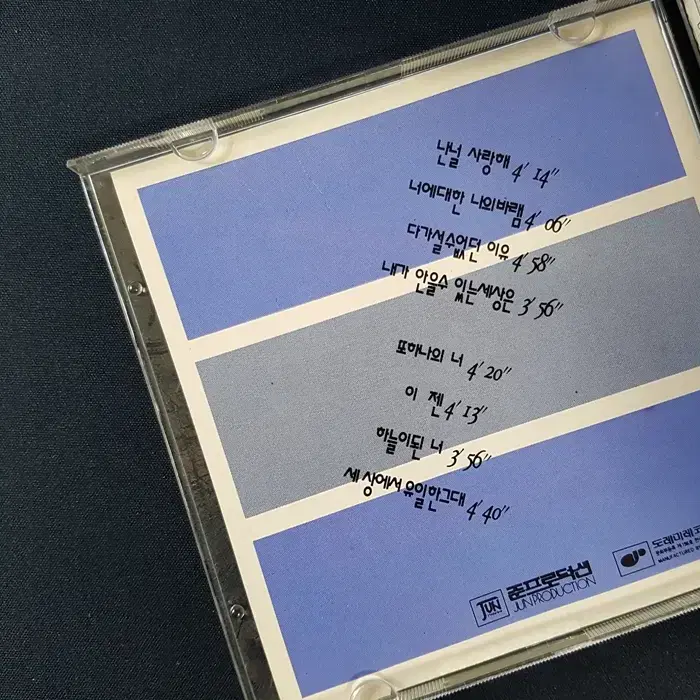 난널 사랑해 4′ 14″
너에대한 나의바램 4′ 06″
다가설수없던 이유 4′ 58″
내가 안을수 있는세상은 3′ 56″
또하나의 너 4′ 20″
이 젠 4′ 13″
하늘이된 너 3′ 56″
세상에서 유일한그대 4′ 40″
JUN 준프로덕션
JUN PRODUCTION
도레미레코
MANUFACTURED B